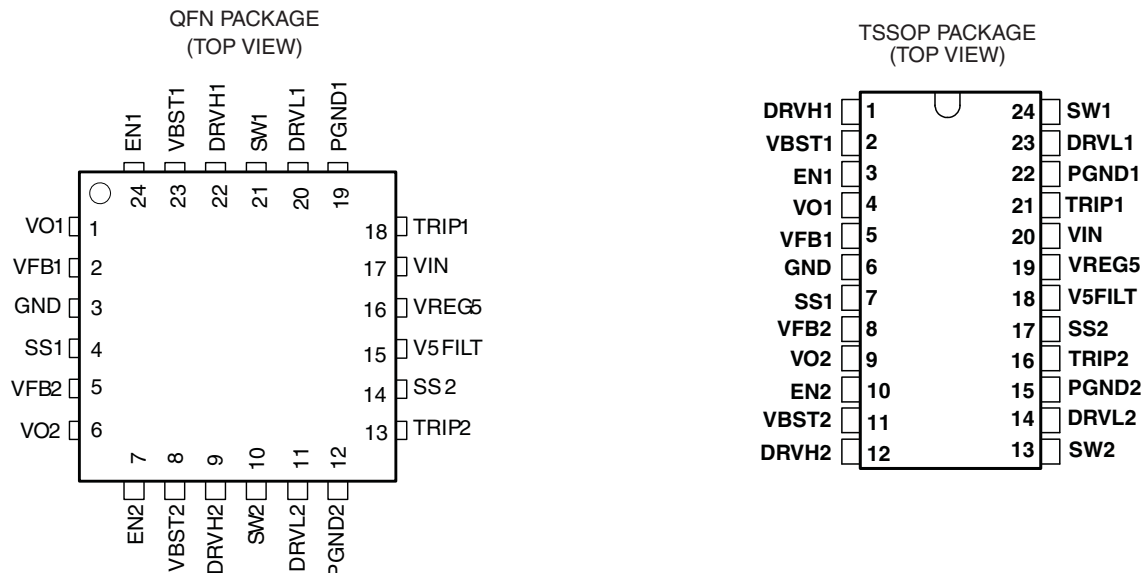 QFN PACKAGE
(TOP VIEW)
EN1
VBST1
DRVH1
SW1
DRVL1
PGND1
24
23
22
21
20
19
VO1 1
VFB1 2
GND 3
SS1 4
VFB2 5
VO2 6
18 TRIP1
17 VIN
16 VREG5
15 V5FILT
14 SS2
13 TRIP2
7
8
9
10
11
12
EN2
VBST2
DRVH2
SW2
DRVL2
PGND2
TSSOP PACKAGE
(TOP VIEW)
DRVH1 1 24 SW1
VBST1 2 23 DRVL1
EN1 3 22 PGND1
VO1 4 21 TRIP1
VFB1 5 20 VIN
GND 6 19 VREG5
SS1 7 18 V5FILT
VFB2 8 17 SS2
VO2 9 16 TRIP2
EN2 10 15 PGND2
VBST2 11 14 DRVL2
DRVH2 12 13 SW2